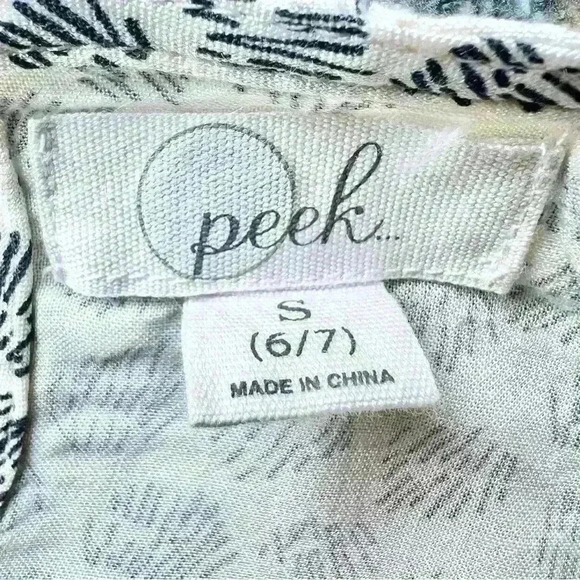 peek...
S
(6/7)
MADE IN CHINA